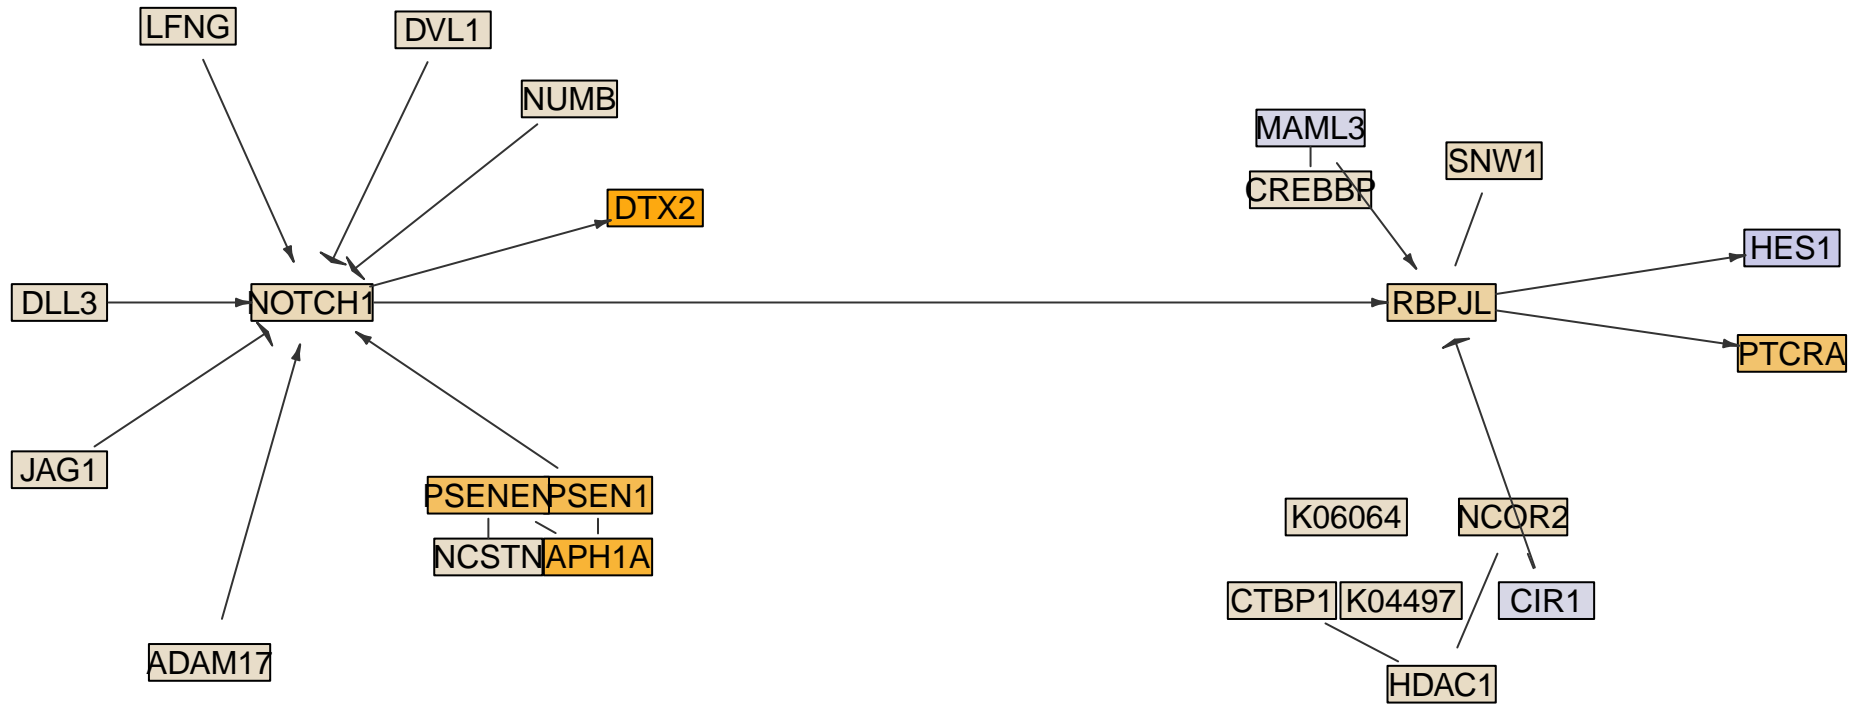 LFNG
DVL1
NUMB
MAML3
SNW1
CREBBP
DTX2
HES1
DLL3
NOTCH1
RBPJL
PTCRA
JAG1
PSENEN
PSEN1
K06064
NCOR2
NCSTN
APH1A
CTBP1
K04497
CIR1
ADAM17
HDAC1